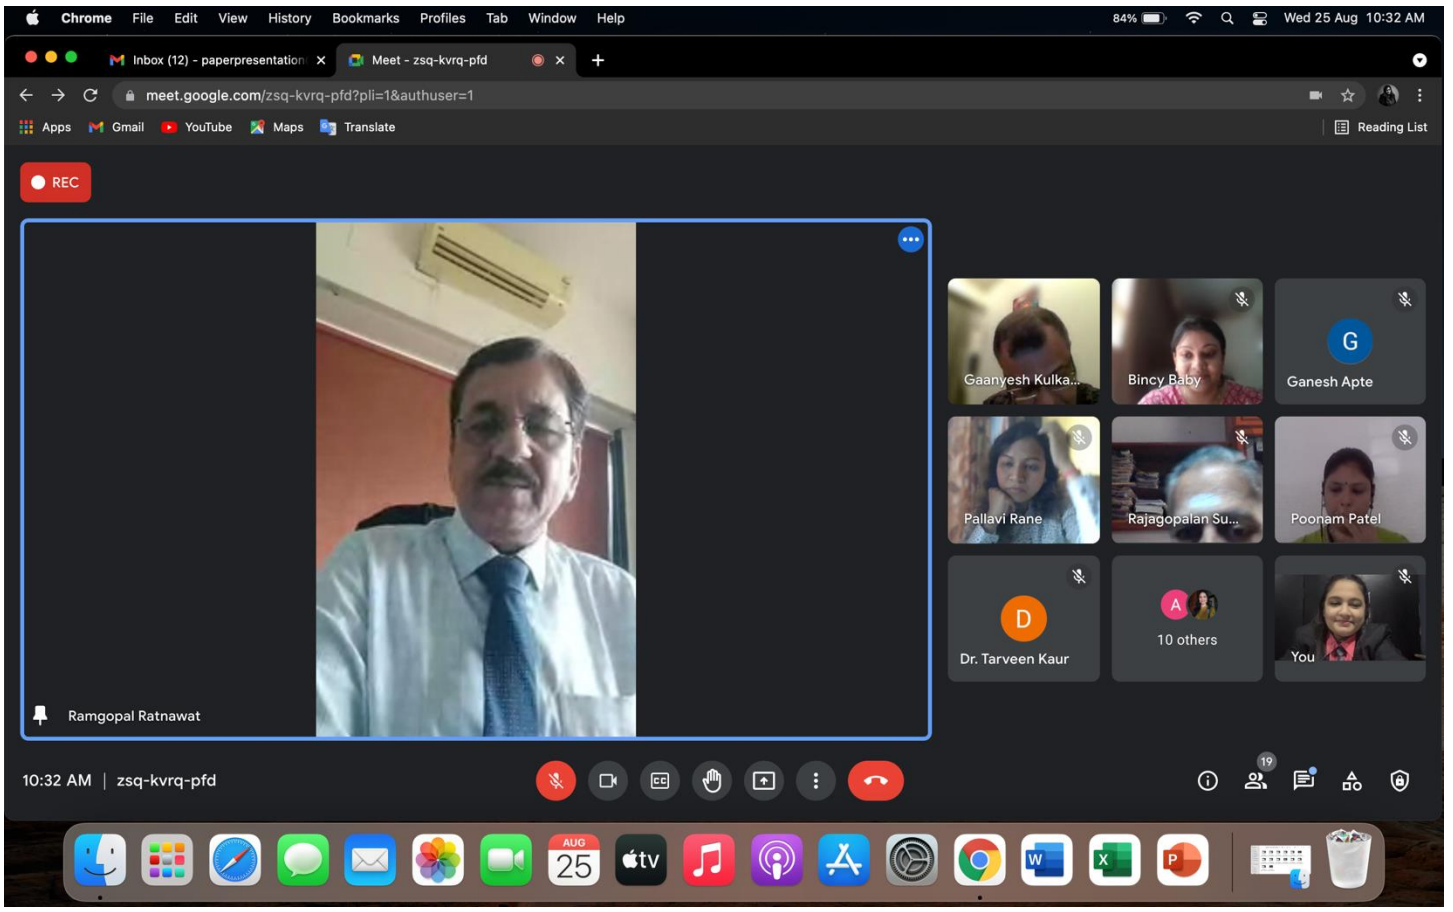 Chrome File Edit View History Bookmarks Profiles Tab Window Help 84% Wed 25 Aug 10:32 AM
Inbox (12) - paperpresentation Meet - zsq-kvrq-pfd
meet.google.com/zsq-kvrq-pfd?pli=1&authuser=1
Apps Gmail YouTube Maps Translate Reading List
REC
Gaanyesh Kulka... Bincy Baby G Ganesh Apte
Pallavi Rane Rajagopalan Su... Poonam Patel
D Dr. Tarveen Kaur A 10 others You
Ramgopal Ratnawat
10:32 AM | zsq-kvrq-pfd CC 19
AUG
25 tv W X P